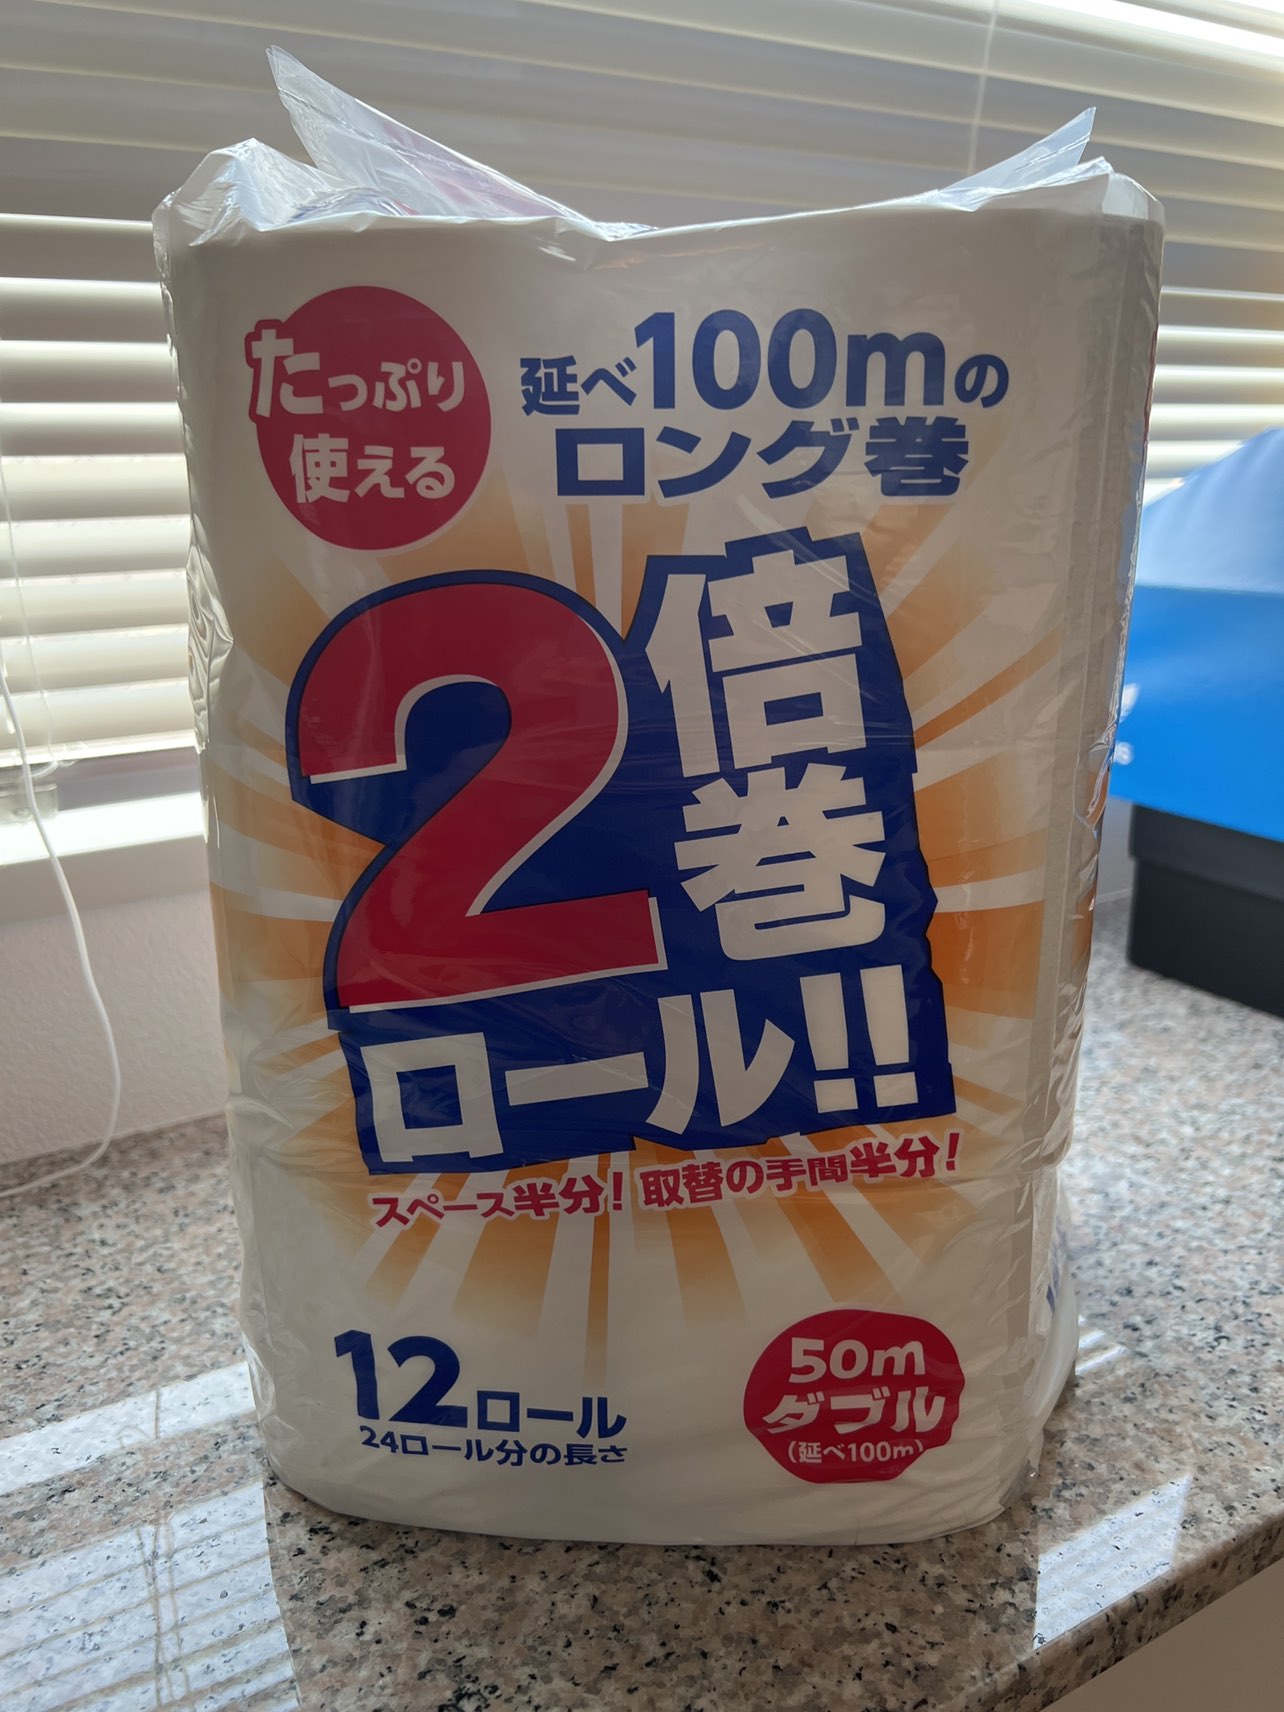 たっぷり
使える
延べ100mの
ロング巻
2倍巻
ロール!!
スペース半分!取替の手間半分!
12ロール
24ロール分の長さ
50m
ダブル
(延べ100m)